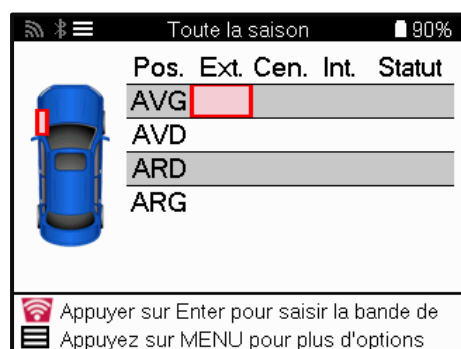 Toute la saison 90%
Pos. Ext. Cen. Int. Statut
AVG
AVD
ARD
ARG
Appuyer sur Enter pour saisir la bande de
Appuyez sur MENU pour plus d'options